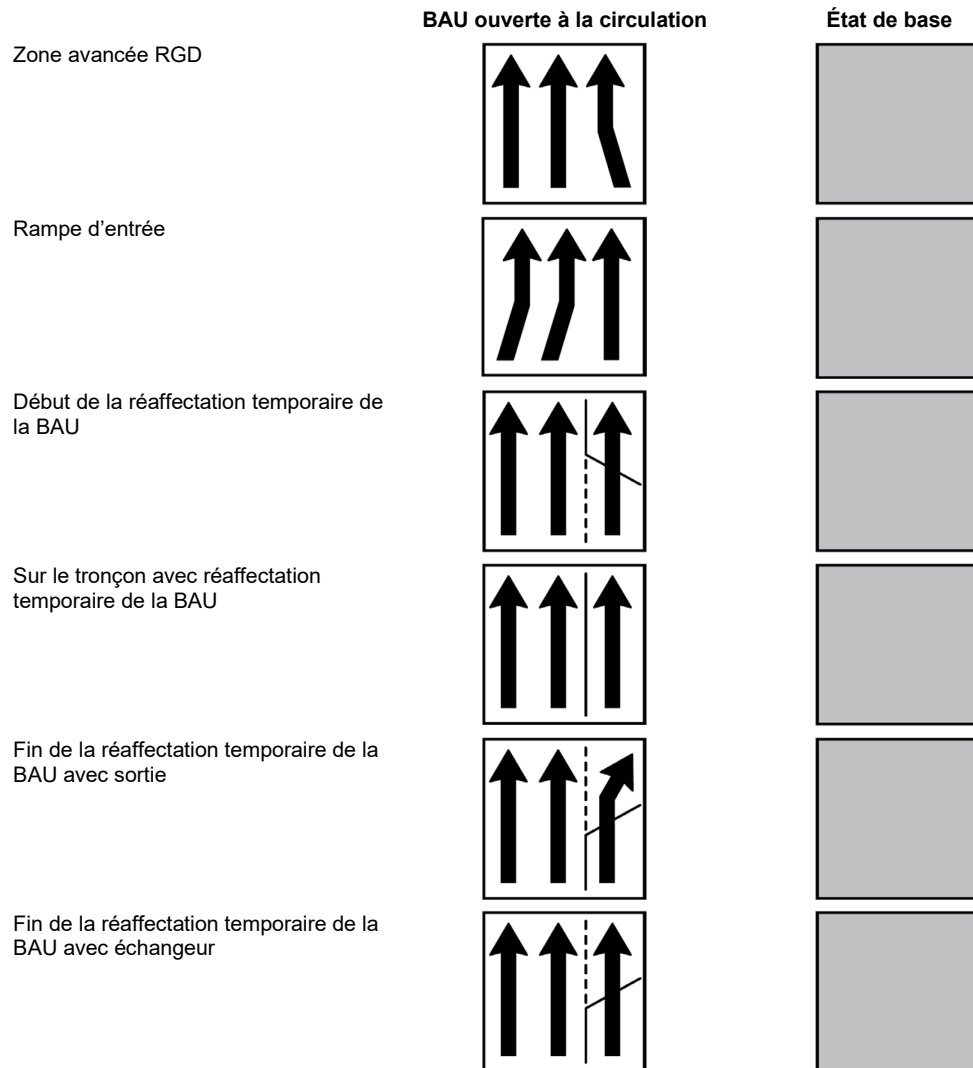 BAU ouverte à la circulation
État de base
Zone avancée RGD
Rampe d’entrée
Début de la réaffectation temporaire de
la BAU
Sur le tronçon avec réaffectation
temporaire de la BAU
Fin de la réaffectation temporaire de la
BAU avec sortie
Fin de la réaffectation temporaire de la
BAU avec échangeur